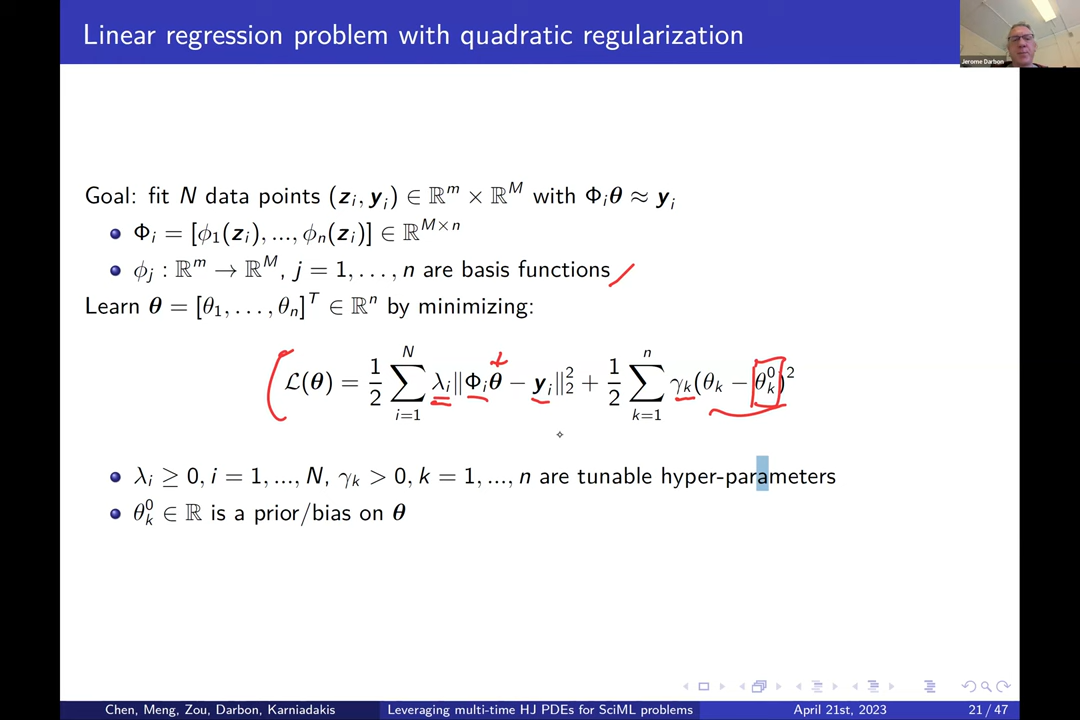 Linear regression problem with quadratic regularization
Jerome Darbon
Goal: fit N data points (z_i, y_i) ∈ ℝ^m × ℝ^M with Φ_iθ ≈ y_i
Φ_i = [ϕ_1(z_i), ..., ϕ_n(z_i)] ∈ ℝ^{M×n}
ϕ_j : ℝ^m → ℝ^M, j = 1, . . . , n are basis functions
Learn θ = [θ_1, . . . , θ_n]^T ∈ ℝ^n by minimizing:
ℒ(θ) = 1/2 ∑_{i=1}^{N} λ_i‖Φ_iθ − y_i‖_2^2 + 1/2 ∑_{k=1}^{n} γ_k(θ_k − θ_k^0)^2
λ_i ≥ 0, i = 1, ..., N, γ_k > 0, k = 1, ..., n are tunable hyper-parameters
θ_k^0 ∈ ℝ is a prior/bias on θ
Chen, Meng, Zou, Darbon, Karniadakis
Leveraging multi-time HJ PDEs for SciML problems
April 21st, 2023
21 / 47